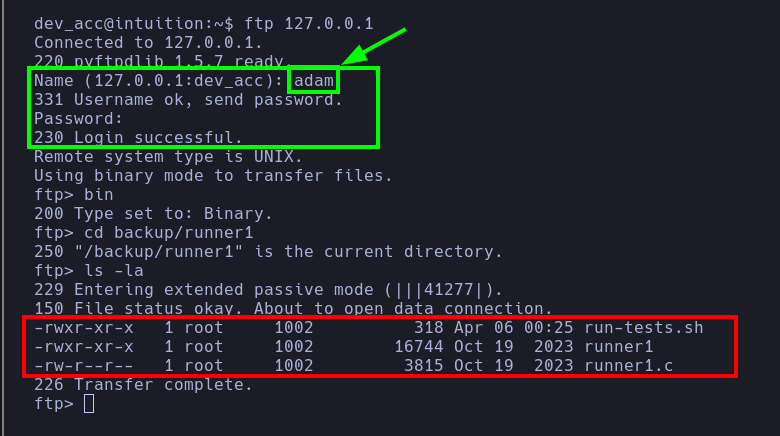 dev_acc@intuition:~$ ftp 127.0.0.1
Connected to 127.0.0.1.
220 pyftpdlib 1.5.7 ready.
Name (127.0.0.1:dev_acc): adam
331 Username ok, send password.
Password:
230 Login successful.
Remote system type is UNIX.
Using binary mode to transfer files.
ftp> bin
200 Type set to: Binary.
ftp> cd backup/runner1
250 "/backup/runner1" is the current directory.
ftp> ls -la
229 Entering extended passive mode (|||41277|).
150 File status okay. About to open data connection.
-rwxr-xr-x   1 root     1002          318 Apr 06 00:25 run-tests.sh
-rwxr-xr-x   1 root     1002        16744 Oct 19  2023 runner1
-rw-r--r--   1 root     1002         3815 Oct 19  2023 runner1.c
226 Transfer complete.
ftp>